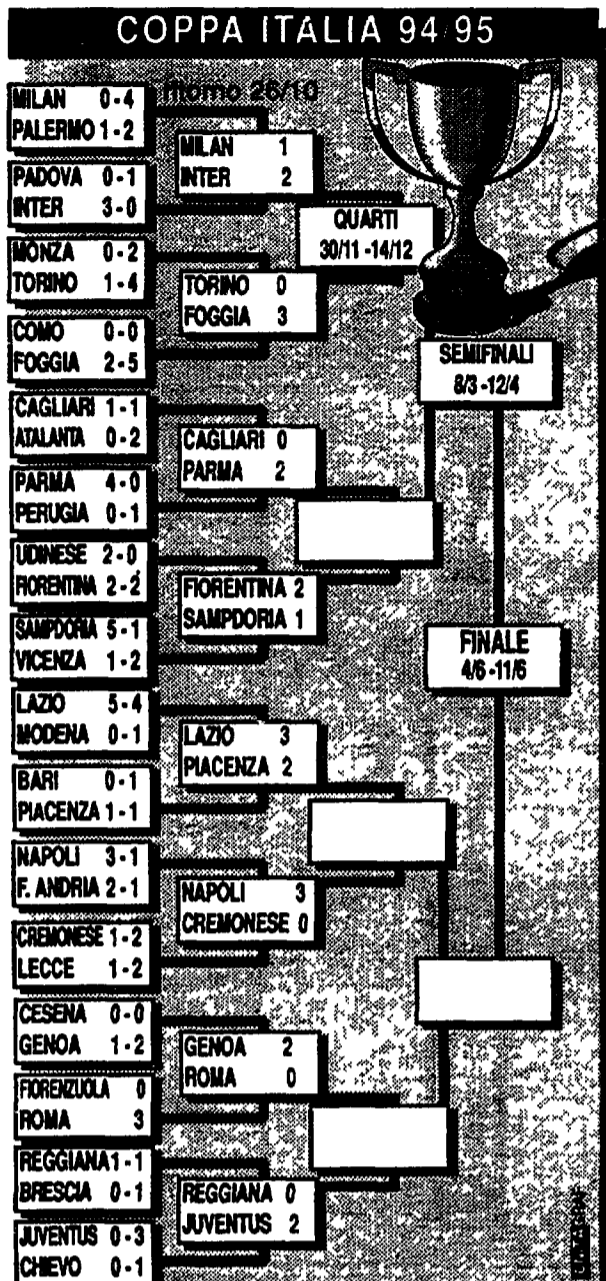 COPPA ITALIA 94/95
ritorno 26/10
MILAN 0-4
PALERMO 1-2
PADOVA 0-1
INTER 3-0
MONZA 0-2
TORINO 1-4
COMO 0-0
FOGGIA 2-5
CAGLIARI 1-1
ATALANTA 0-2
PARMA 4-0
PERUGIA 0-1
UDINESE 2-0
FIORENTINA 2-2
SAMPDORIA 5-1
VICENZA 1-2
LAZIO 5-4
MODENA 0-1
BARI 0-1
PIACENZA 1-1
NAPOLI 3-1
F. ANDRIA 2-1
CREMONESE 1-2
LECCE 1-2
CESENA 0-0
GENOA 1-2
FIORENZUOLA 0
ROMA 3
REGGIANA 1-1
BRESCIA 0-1
JUVENTUS 0-3
CHIEVO 0-1
MILAN 1
INTER 2
TORINO 0
FOGGIA 3
CAGLIARI 0
PARMA 2
FIORENTINA 2
SAMPDORIA 1
LAZIO 3
PIACENZA 2
NAPOLI 3
CREMONESE 0
GENOA 2
ROMA 0
REGGIANA 0
JUVENTUS 2
QUARTI
30/11 -14/12
SEMIFINALI
8/3 -12/4
FINALE
4/6 -11/6